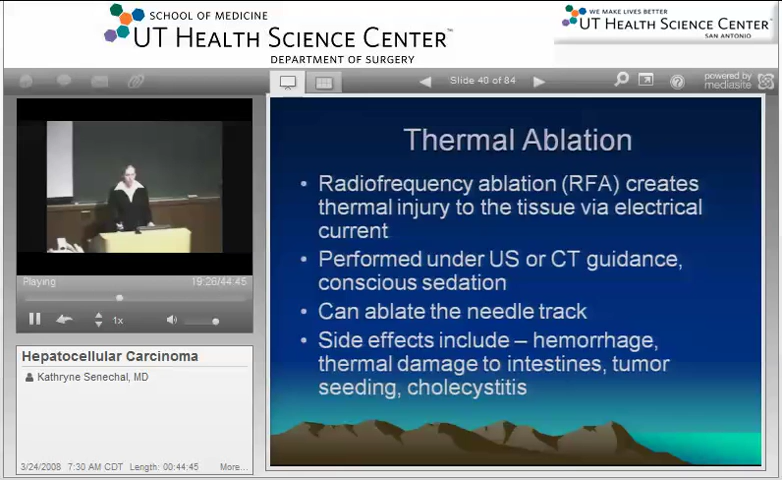 SCHOOL OF MEDICINE
UT HEALTH SCIENCE CENTER™
DEPARTMENT OF SURGERY
WE MAKE LIVES BETTER
UT HEALTH SCIENCE CENTER
SAN ANTONIO
Slide 40 of 84
powered by
mediasite
Playing
19:26/44:45
1x
Hepatocellular Carcinoma
Kathryne Senechal, MD
3/24/2008 7:30 AM CDT Length: 00:44:45 More...
Thermal Ablation
• Radiofrequency ablation (RFA) creates
thermal injury to the tissue via electrical
current
• Performed under US or CT guidance,
conscious sedation
• Can ablate the needle track
• Side effects include – hemorrhage,
thermal damage to intestines, tumor
seeding, cholecystitis